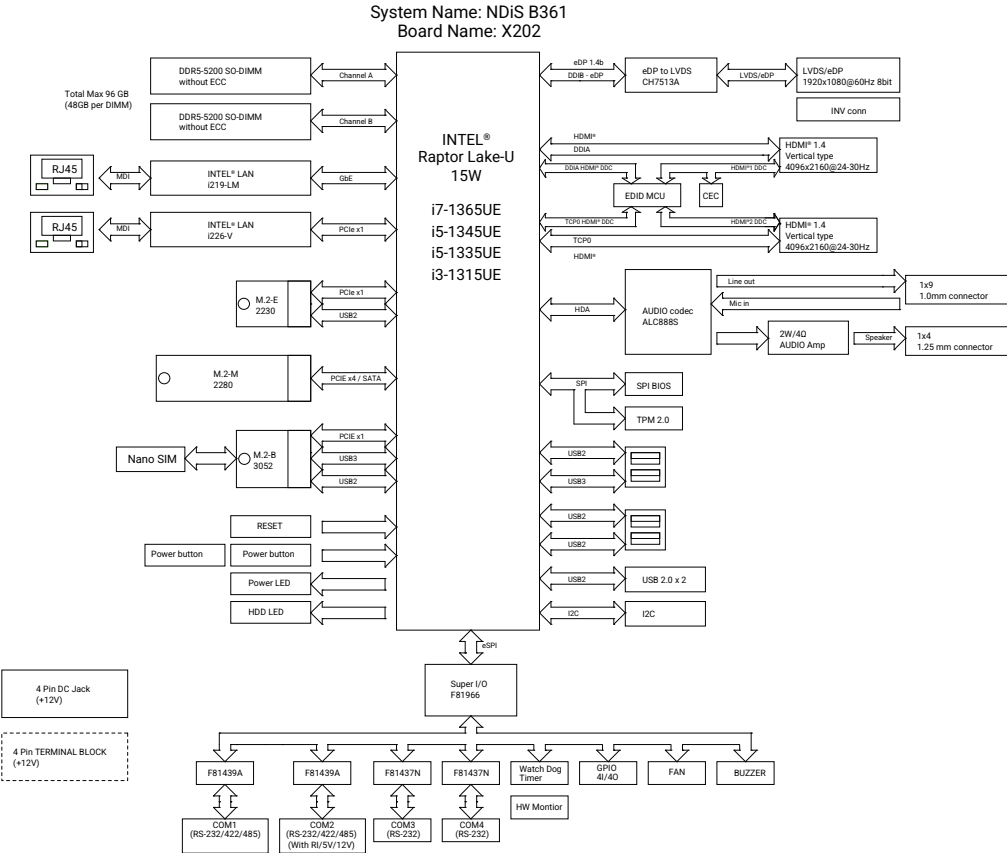 System Name: NDiS B361
Board Name: X202
DDR5-5200 SO-DIMM
without ECC
Channel A
Total Max 96 GB
(48GB per DIMM)
DDR5-5200 SO-DIMM
without ECC
Channel B
RJ45
MDI
INTEL® LAN
i219-LM
GbE
RJ45
MDI
INTEL® LAN
i226-V
PCIe x1
M.2-E
2230
PCIe x1
USB2
M.2-M
2280
PCIE x4 / SATA
Nano SIM
M.2-B
3052
PCIE x1
USB3
USB2
RESET
Power button
Power button
Power LED
HDD LED
INTEL®
Raptor Lake-U
15W
i7-1365UE
i5-1345UE
i5-1335UE
i3-1315UE
eDP 1.4b
DDIB - eDP
eDP to LVDS
CH7513A
LVDS/eDP
LVDS/eDP
1920x1080@60Hz 8bit
INV conn
HDMI®
DDIA
HDMI® 1.4
Vertical type
4096x2160@24-30Hz
DDIA HDMI® DDC
HDMI®1 DDC
EDID MCU
CEC
TCP0 HDMI® DDC
HDMI®2 DDC
TCP0
HDMI®
HDMI® 1.4
Vertical type
4096x2160@24-30Hz
HDA
AUDIO codec
ALC888S
Line out
Mic in
1x9
1.0mm connector
2W/4Ω
AUDIO Amp
Speaker
1x4
1.25 mm connector
SPI
SPI BIOS
TPM 2.0
USB2
USB3
USB2
USB2
USB2
USB 2.0 x 2
I2C
I2C
eSPI
Super I/O
F81966
4 Pin DC Jack
(+12V)
4 Pin TERMINAL BLOCK
(+12V)
F81439A
F81439A
F81437N
F81437N
Watch Dog
Timer
GPIO
4I/4O
FAN
BUZZER
HW Montior
COM1
(RS-232/422/485)
COM2
(RS-232/422/485)
(With RI/5V/12V)
COM3
(RS-232)
COM4
(RS-232)